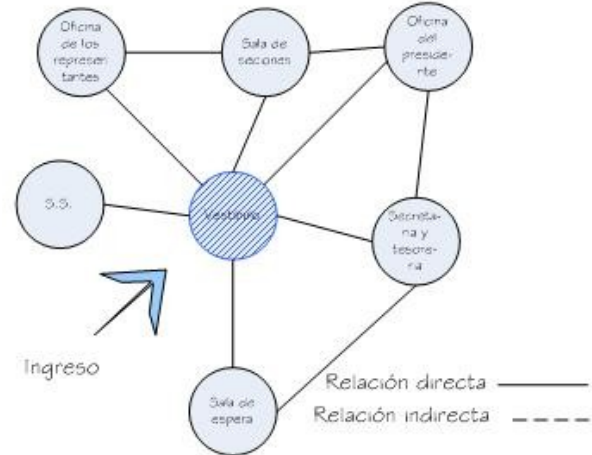 Oficina
de los
represen
tantes
Sala de
seciones
Oficina
del
preside-
nte
S.S.
Vestibulo
Secreta-
ria y
tesore-
ria
Ingreso
Sala de
espera
Relación directa
Relación indirecta